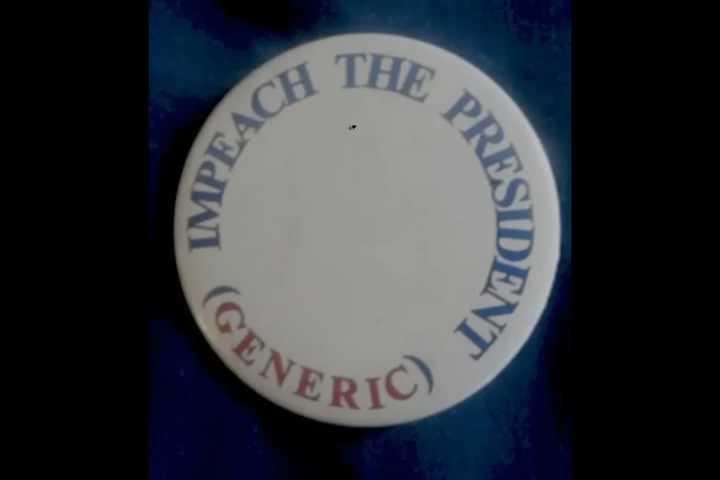 IMPEACH THE PRESIDENT
(GENERIC)